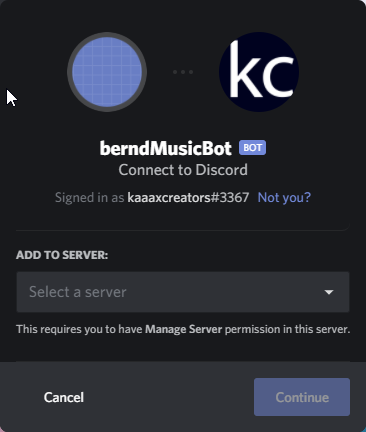 kc
berndMusicBot BOT
Connect to Discord
Signed in as kaaaxcreators#3367 Not you?
ADD TO SERVER:
Select a server
This requires you to have Manage Server permission in this server.
Cancel
Continue